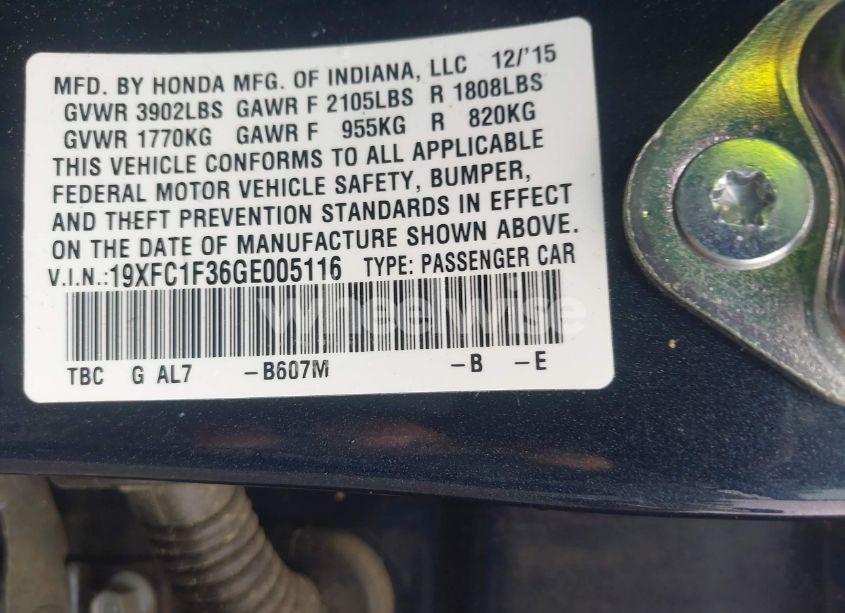 MFD. BY HONDA MFG. OF INDIANA, LLC 12/'15
GVWR 3902LBS GAWR F 2105LBS R 1808LBS
GVWR 1770KG GAWR F 955KG R 820KG
THIS VEHICLE CONFORMS TO ALL APPLICABLE
FEDERAL MOTOR VEHICLE SAFETY, BUMPER,
AND THEFT PREVENTION STANDARDS IN EFFECT
ON THE DATE OF MANUFACTURE SHOWN ABOVE.
V.I.N.:19XFC1F36GE005116 TYPE: PASSENGER CAR
wheelwise
TBC G AL7 -B607M -B -E